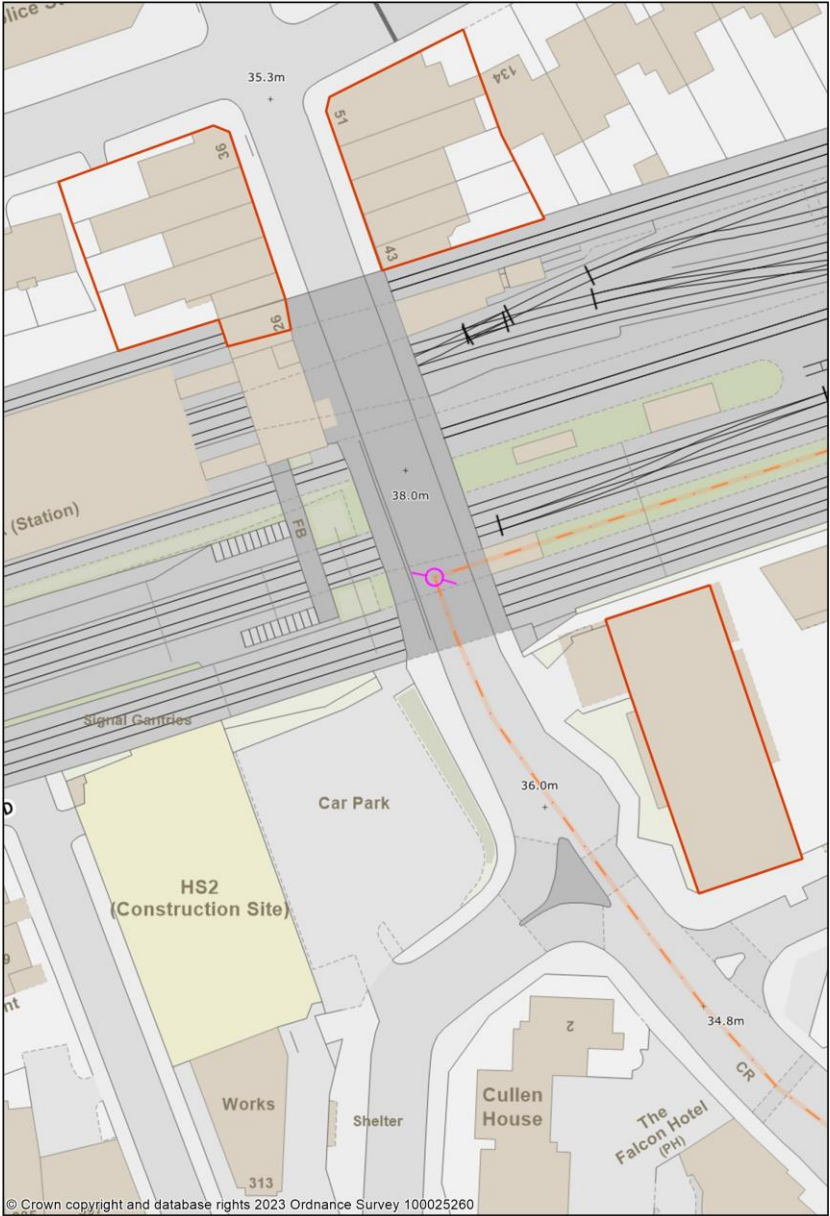 35.3m
51
134
36
43
26
38.0m
(Station)
FB
Signal Gantries
Car Park
36.0m
D
HS2
(Construction Site)
9
34.8m
2
CR
Works
Cullen
House
Shelter
The
Falcon Hotel
(PH)
313
© Crown copyright and database rights 2023 Ordnance Survey 100025260